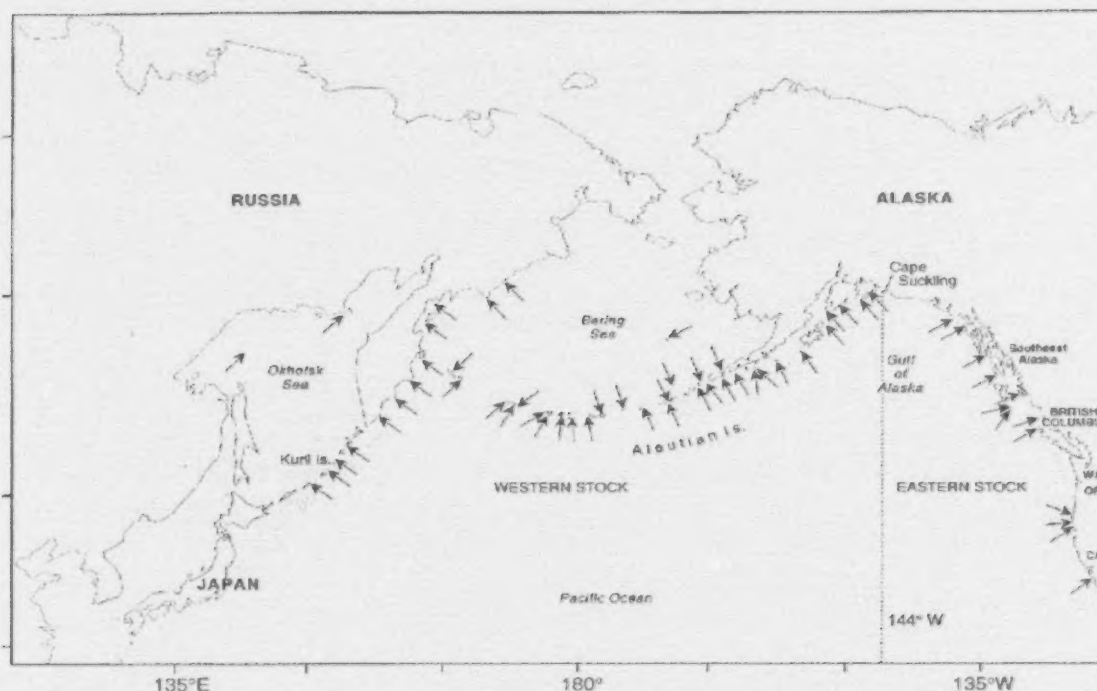 RUSSIA
ALASKA
Cape
Suckling
Bering
Sea
Okhotsk
Sea
Gulf
of
Alaska
Southeast
Alaska
BRITISH
Aleutian Is.
Kuril Is.
WESTERN STOCK
EASTERN STOCK
JAPAN
Pacific Ocean
144° W
135°E
180°
135°W